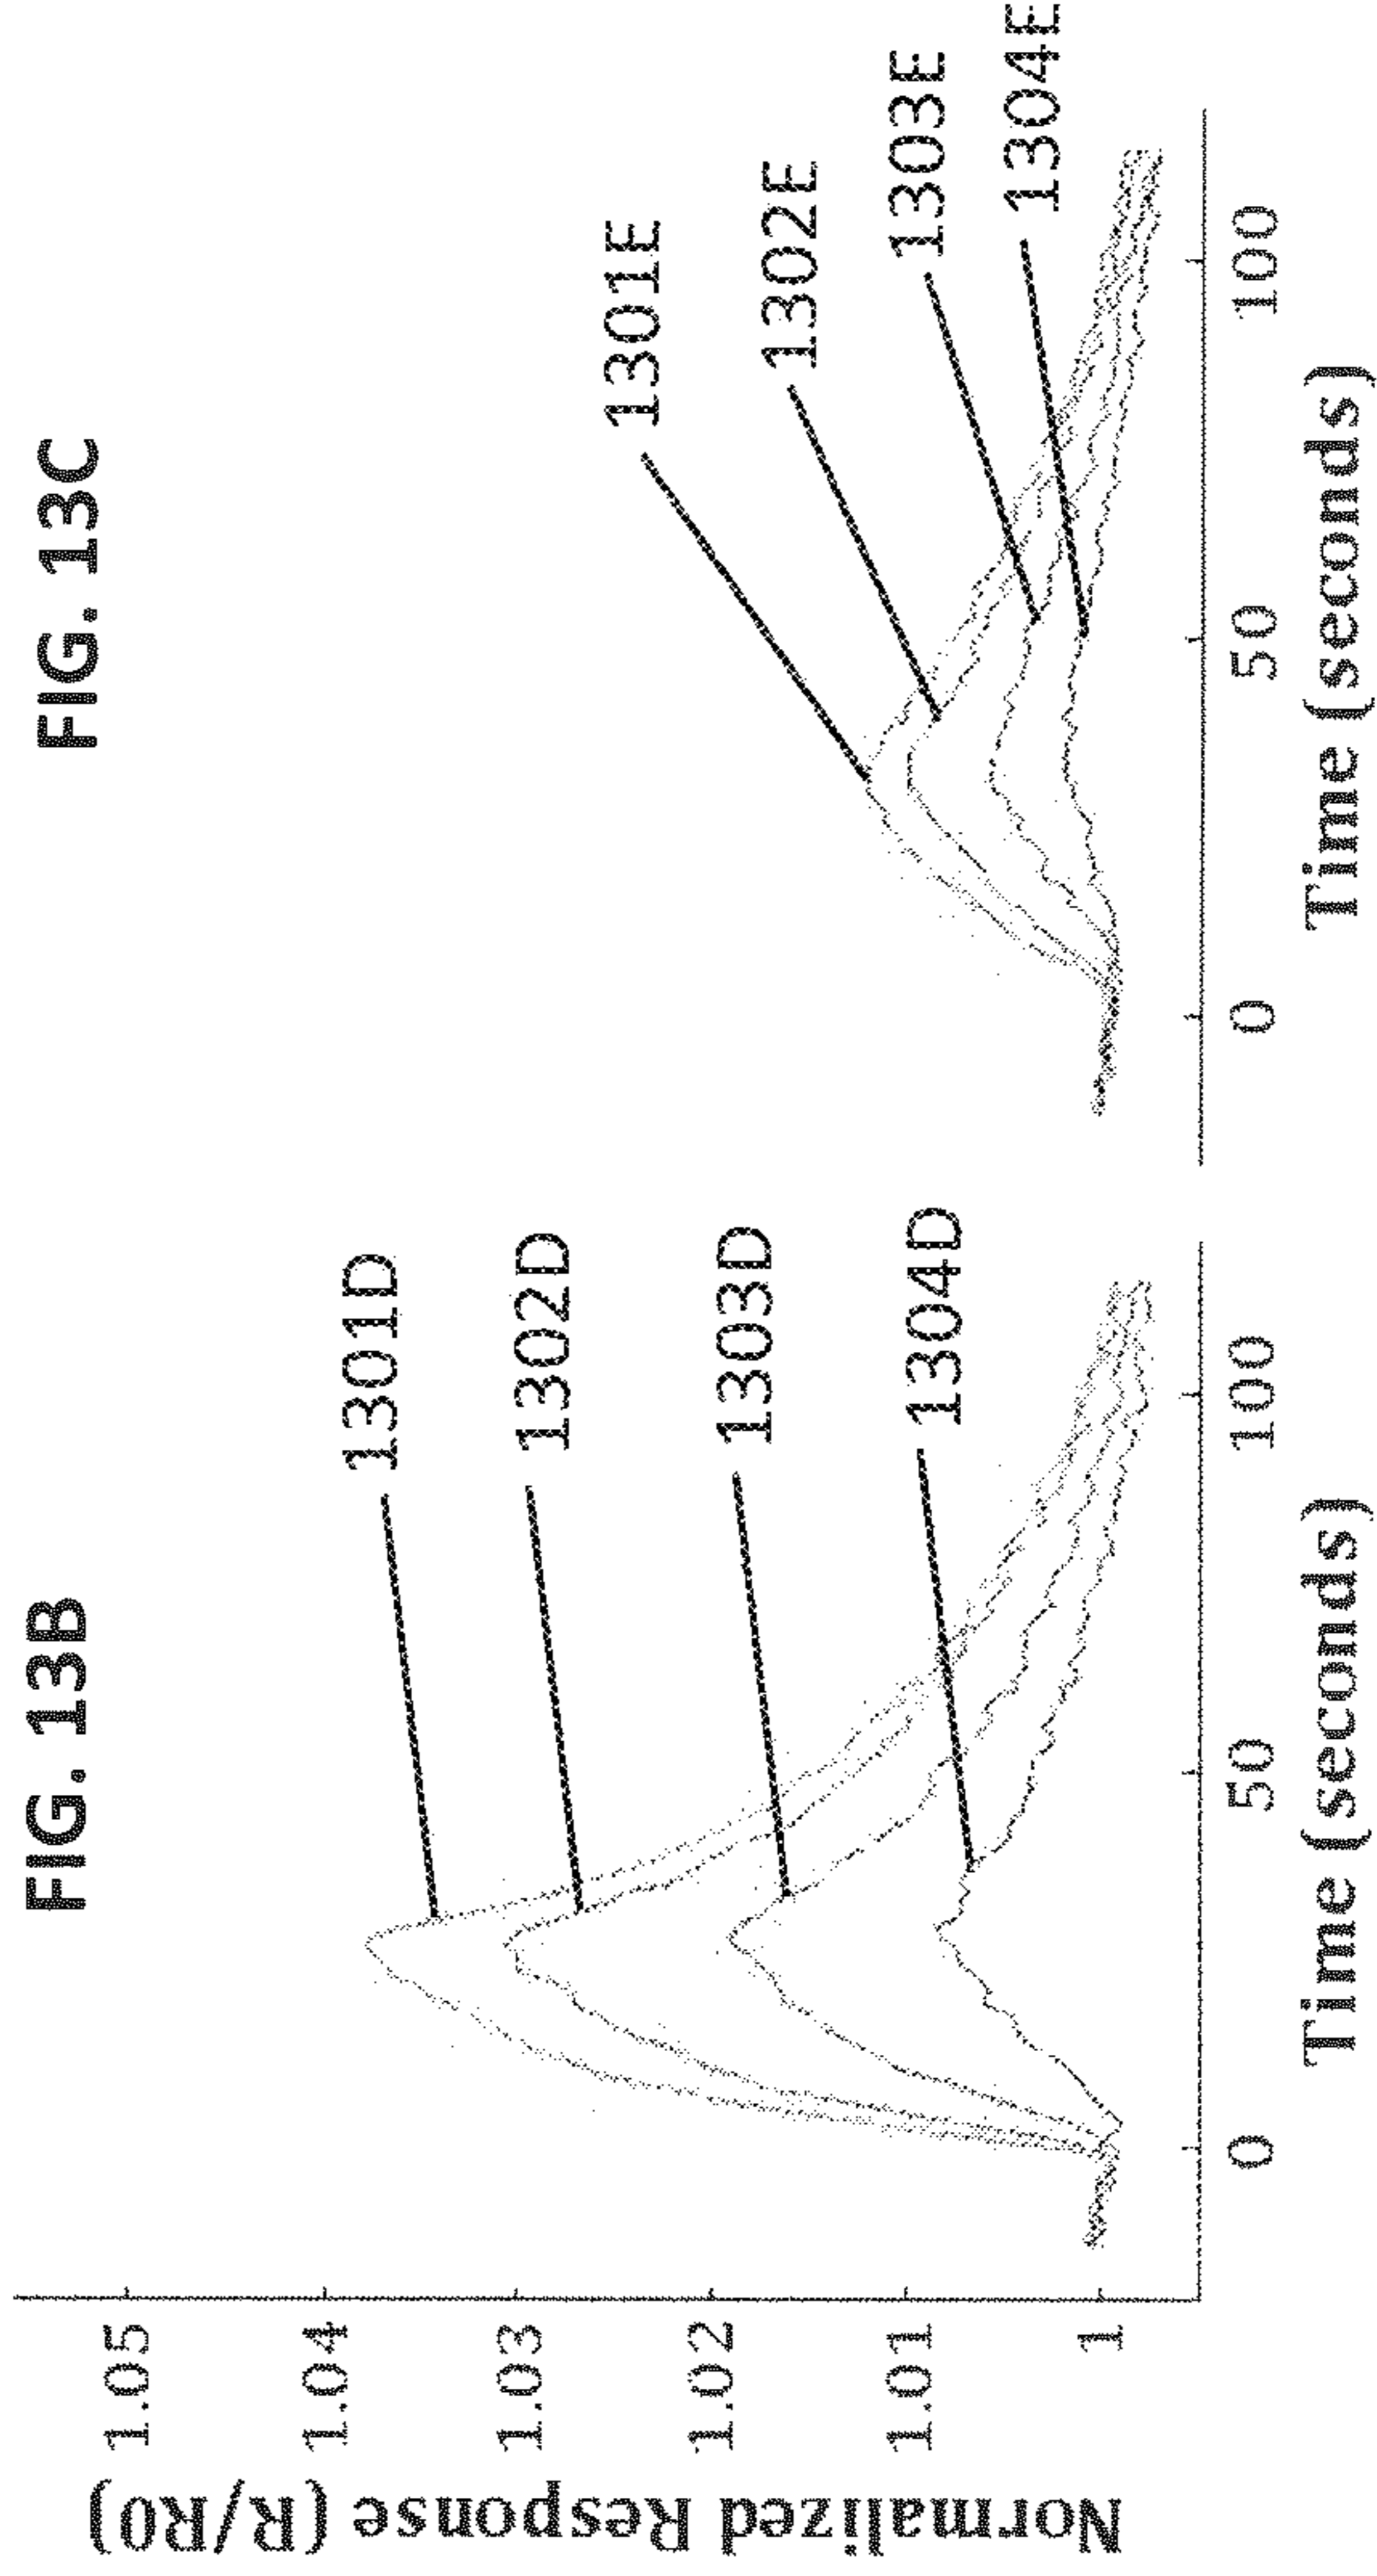 FIG. 13B
1.05
1.04
1.03
1.02
1.01
1
Normalized Response (R/R0)
1301D
1302D
1303D
1304D
0
50
100
Time (seconds)
FIG. 13C
1301E
1302E
1303E
1304E
0
50
100
Time (seconds)